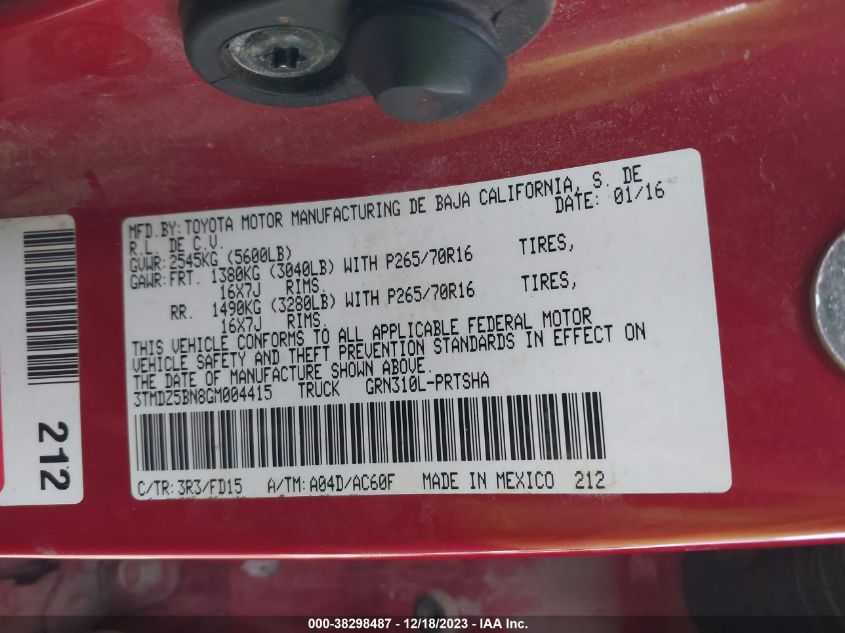 MFD.BY: TOYOTA MOTOR MANUFACTURING DE BAJA CALIFORNIA, S. DE
R.L. DE C.V. DATE: 01/16
GVWR: 2545KG (5600LB)
GAWR: FRT. 1380KG (3040LB) WITH P265/70R16 TIRES,
16X7J RIMS.
RR. 1490KG (3280LB) WITH P265/70R16 TIRES,
16X7J RIMS.
THIS VEHICLE CONFORMS TO ALL APPLICABLE FEDERAL MOTOR
VEHICLE SAFETY AND THEFT PREVENTION STANDARDS IN EFFECT ON
THE DATE OF MANUFACTURE SHOWN ABOVE.
3TMDZ5BN8GM004415 TRUCK GRN310L-PRTSHA
C/TR: 3R3/FD15 A/TM: A04D/AC60F MADE IN MEXICO 212
212
000-38298487 - 12/18/2023 - IAA Inc.